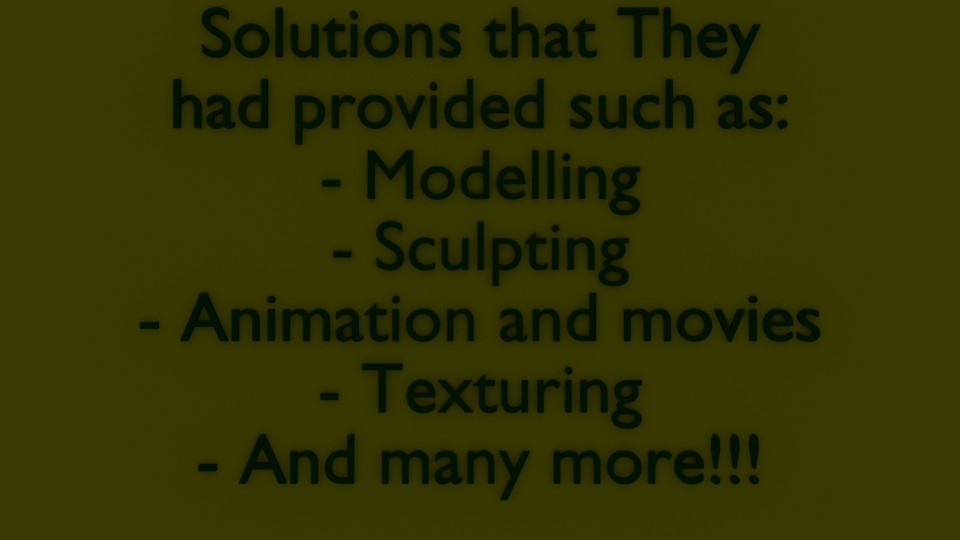 Solutions that They
had provided such as:
- Modelling
- Sculpting
- Animation and movies
- Texturing
- And many more!!!